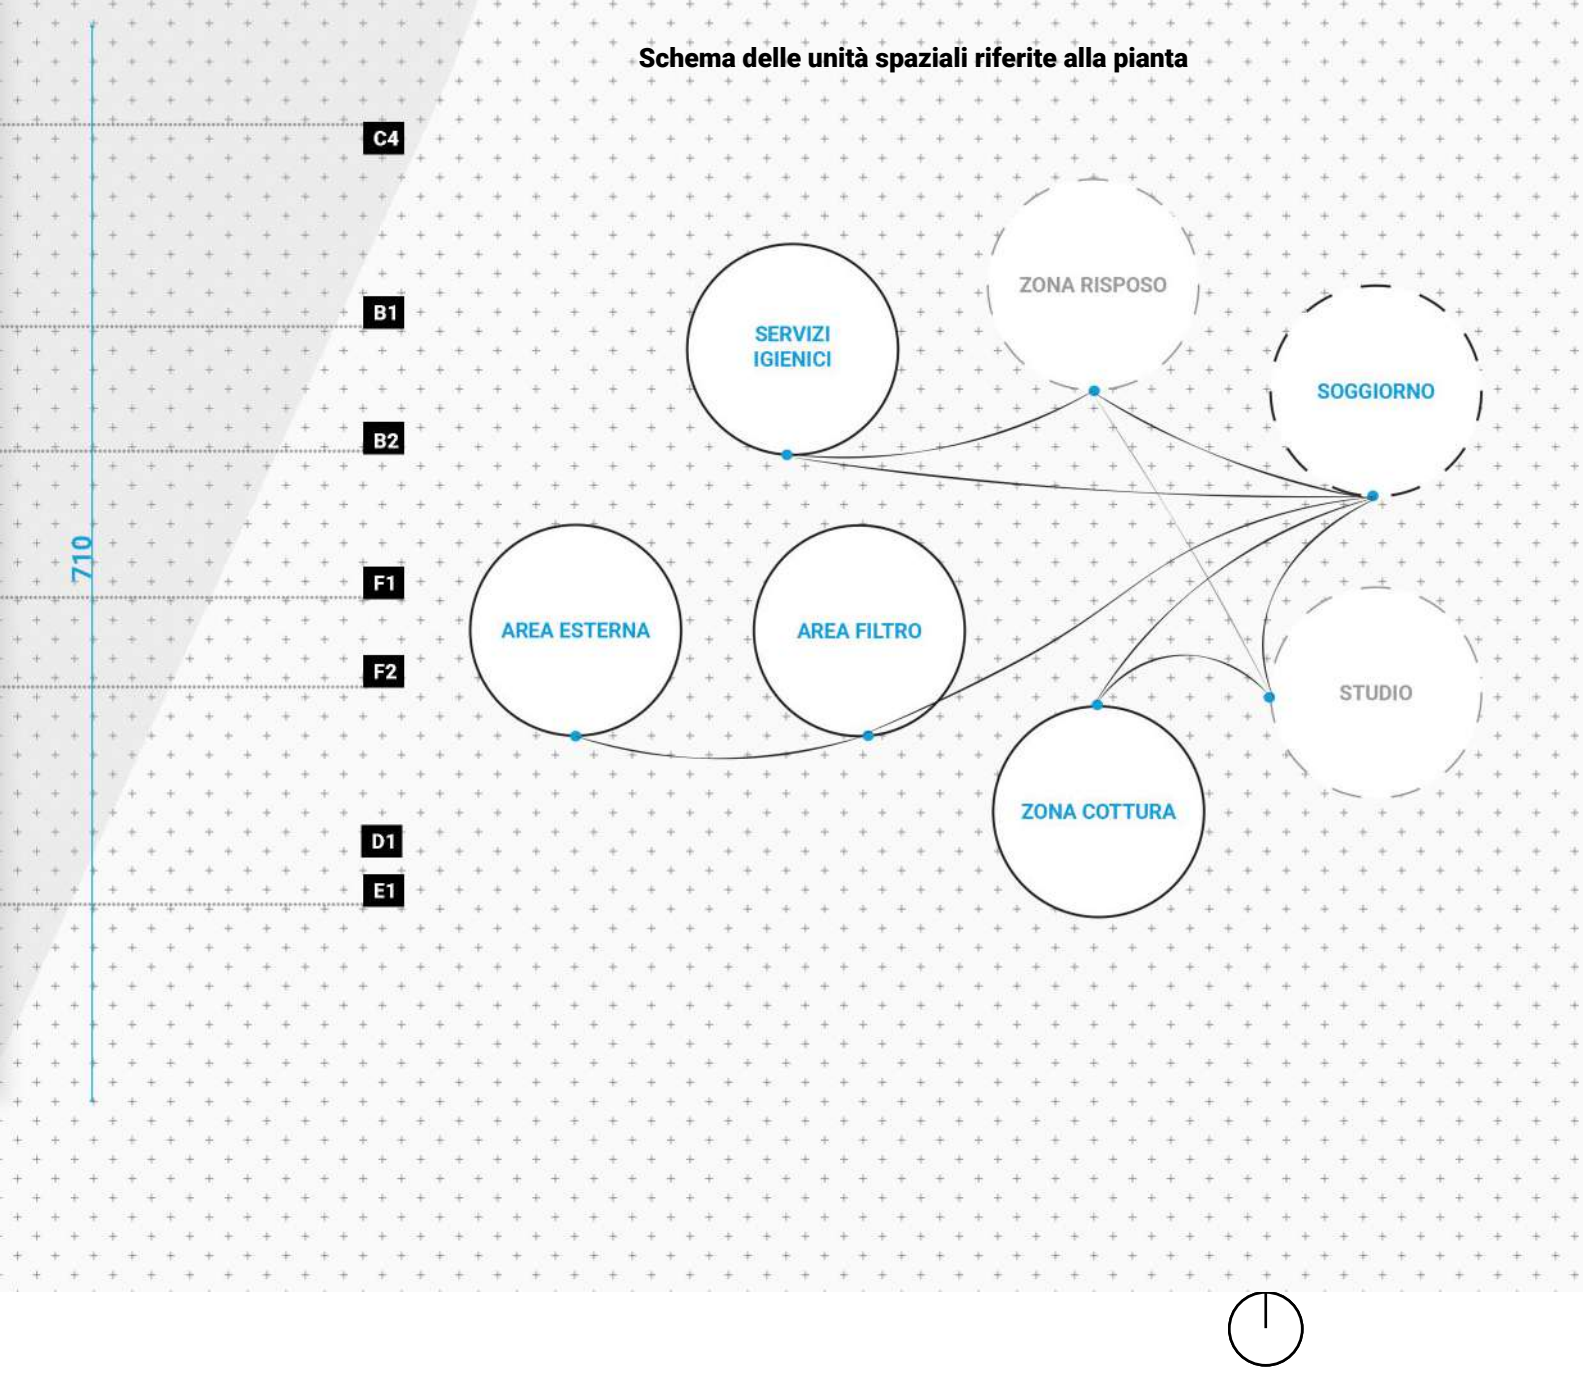 Schema delle unità spaziali riferite alla pianta
C4
B1
B2
710
F1
F2
D1
E1
ZONA RISPOSO
SERVIZI
IGIENICI
SOGGIORNO
AREA ESTERNA
AREA FILTRO
STUDIO
ZONA COTTURA